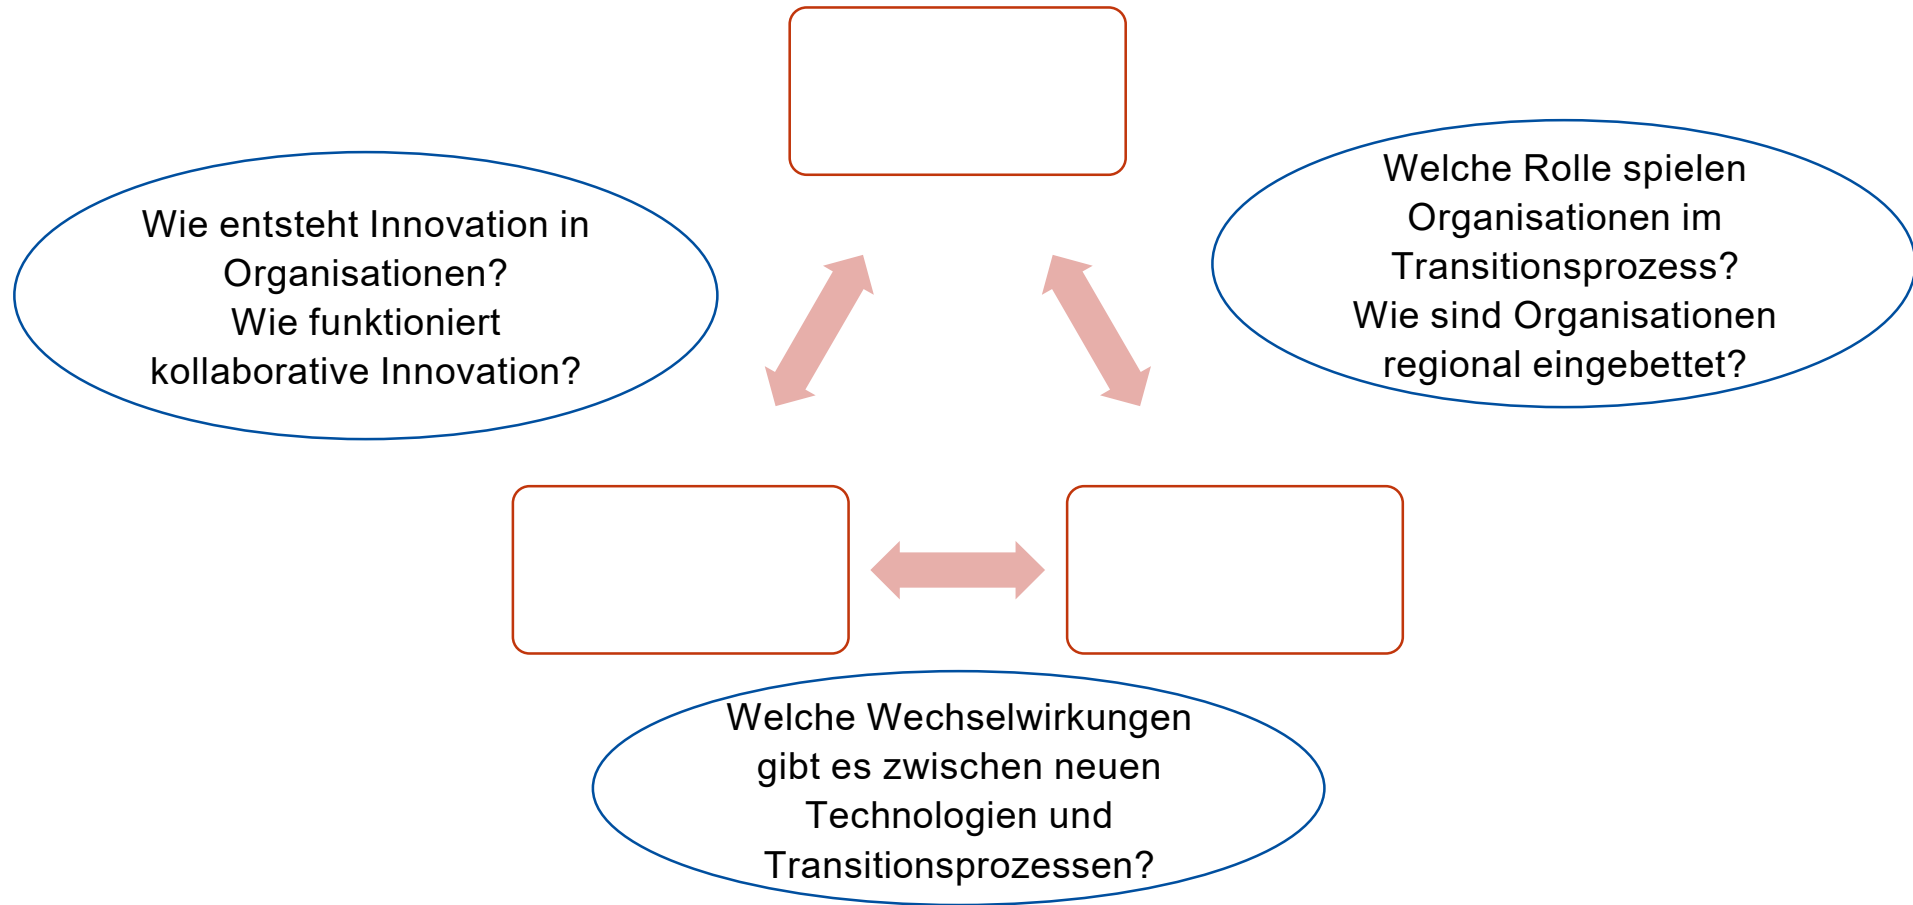 Wie entsteht Innovation in
Organisationen?
Wie funktioniert
kollaborative Innovation?
Welche Rolle spielen
Organisationen im
Transitionsprozess?
Wie sind Organisationen
regional eingebettet?
Welche Wechselwirkungen
gibt es zwischen neuen
Technologien und
Transitionsprozessen?